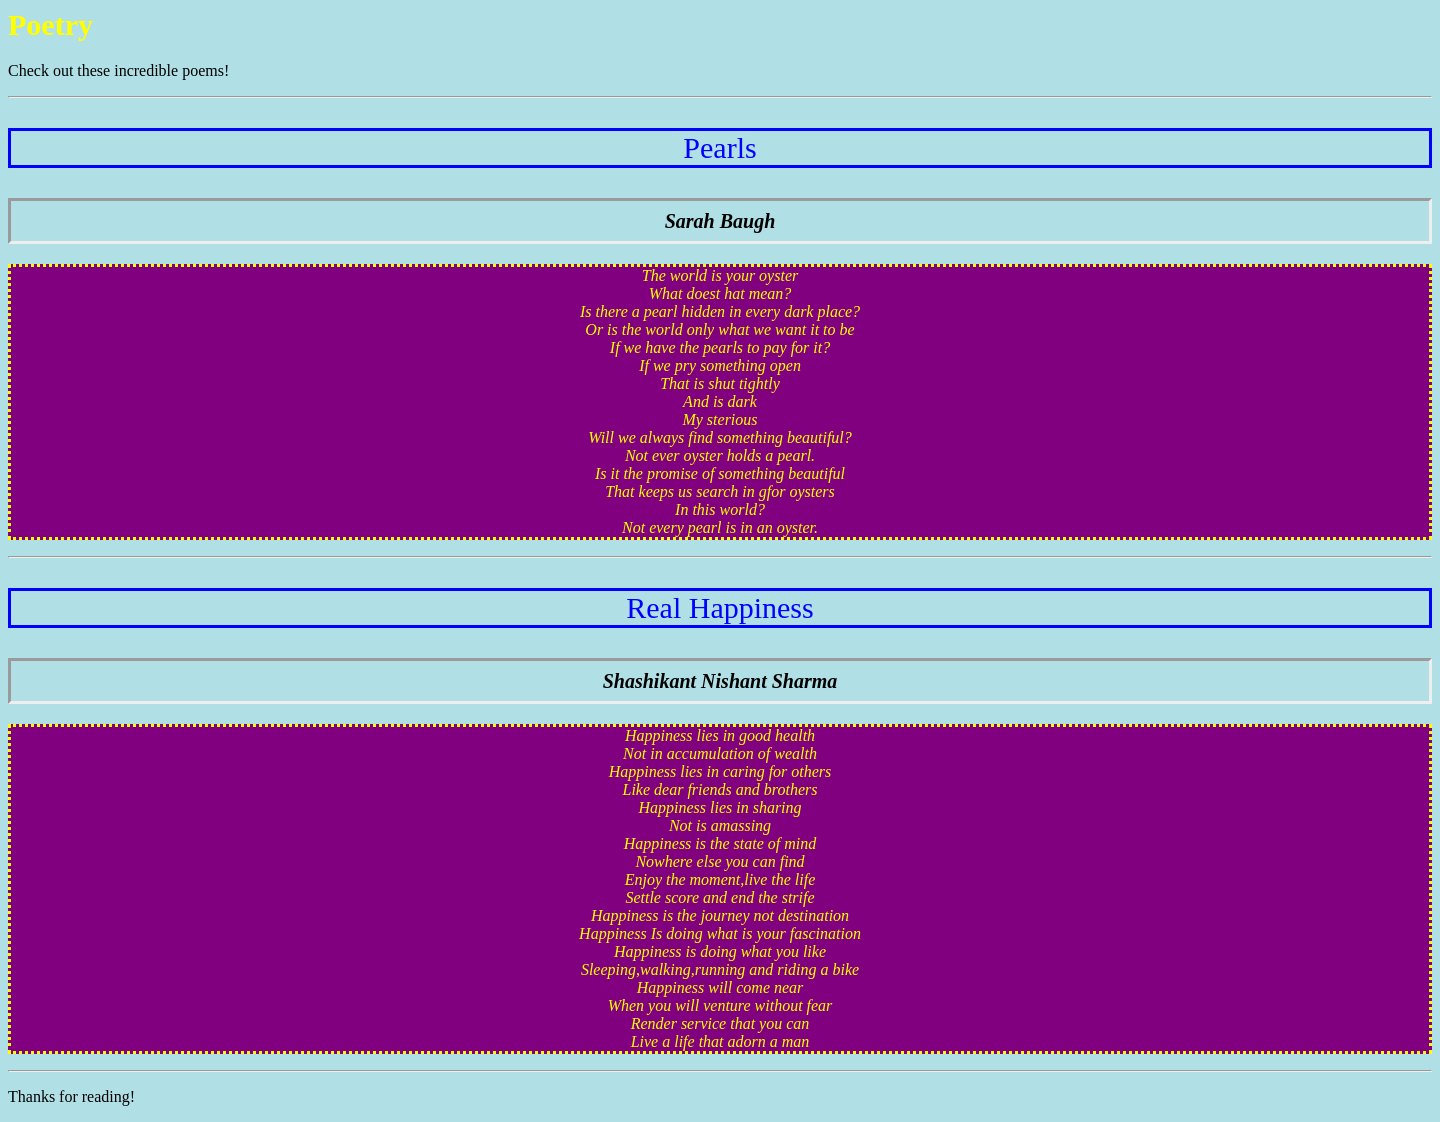 Poetry
Check out these incredible poems!
Pearls
Sarah Baugh
The world is your oyster
What doest hat mean?
Is there a pearl hidden in every dark place?
Or is the world only what we want it to be
If we have the pearls to pay for it?
If we pry something open
That is shut tightly
And is dark
My sterious
Will we always find something beautiful?
Not ever oyster holds a pearl.
Is it the promise of something beautiful
That keeps us search in gfor oysters
In this world?
Not every pearl is in an oyster.
Real Happiness
Shashikant Nishant Sharma
Happiness lies in good health
Not in accumulation of wealth
Happiness lies in caring for others
Like dear friends and brothers
Happiness lies in sharing
Not is amassing
Happiness is the state of mind
Nowhere else you can find
Enjoy the moment,live the life
Settle score and end the strife
Happiness is the journey not destination
Happiness Is doing what is your fascination
Happiness is doing what you like
Sleeping,walking,running and riding a bike
Happiness will come near
When you will venture without fear
Render service that you can
Live a life that adorn a man
Thanks for reading!